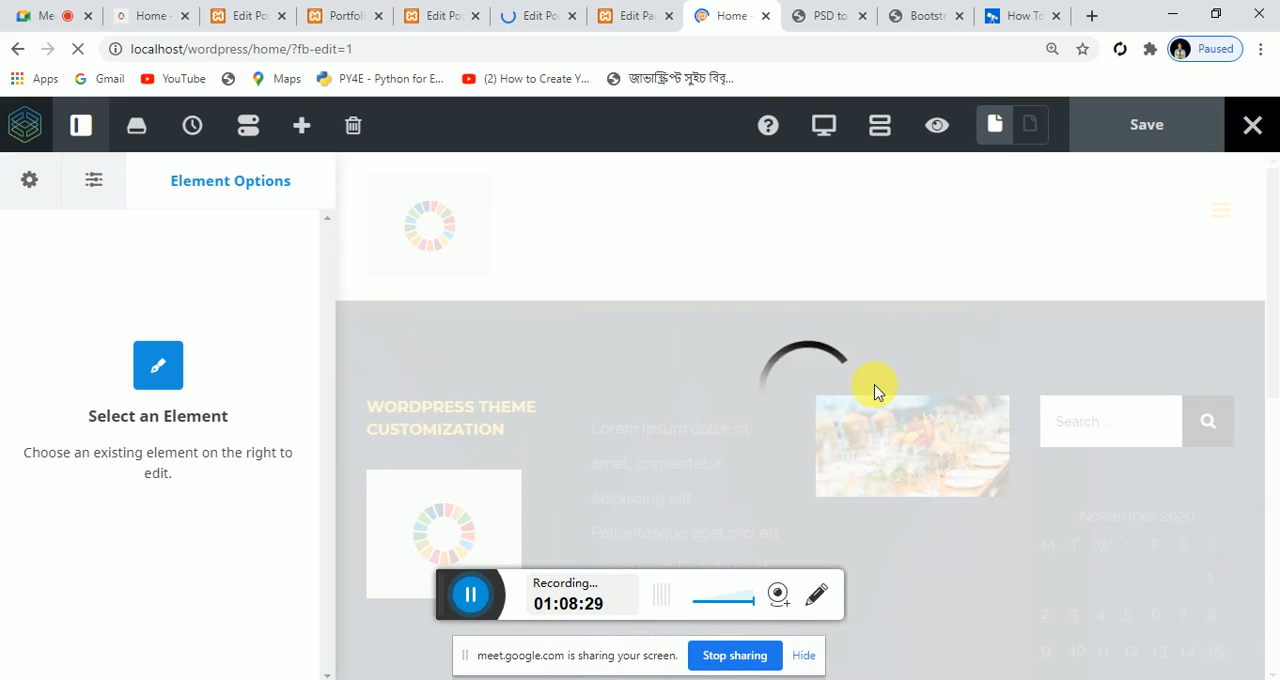 Me
Home -
Edit Po
Portfoli
Edit Po
Edit Po
Edit Pa
Home -
PSD to
Bootstr
How To
localhost/wordpress/home/?fb-edit=1
Paused
Apps
Gmail
YouTube
Maps
PY4E - Python for E...
(2) How to Create Y...
জাভাস্ক্রিপ্ট সুইচ বিবৃ...
Save
Element Options
Select an Element
Choose an existing element on the right to
edit.
WORDPRESS THEME
CUSTOMIZATION
Lorem ipsum dolor sit
amet, consectetur
adipiscing elit.
Pellentesque eget orci eu
Search ...
November 2020
M T W T F S S
1
2 3 4 5 6 7 8
9 10 11 12 13 14 15
Recording...
01:08:29
meet.google.com is sharing your screen.
Stop sharing
Hide